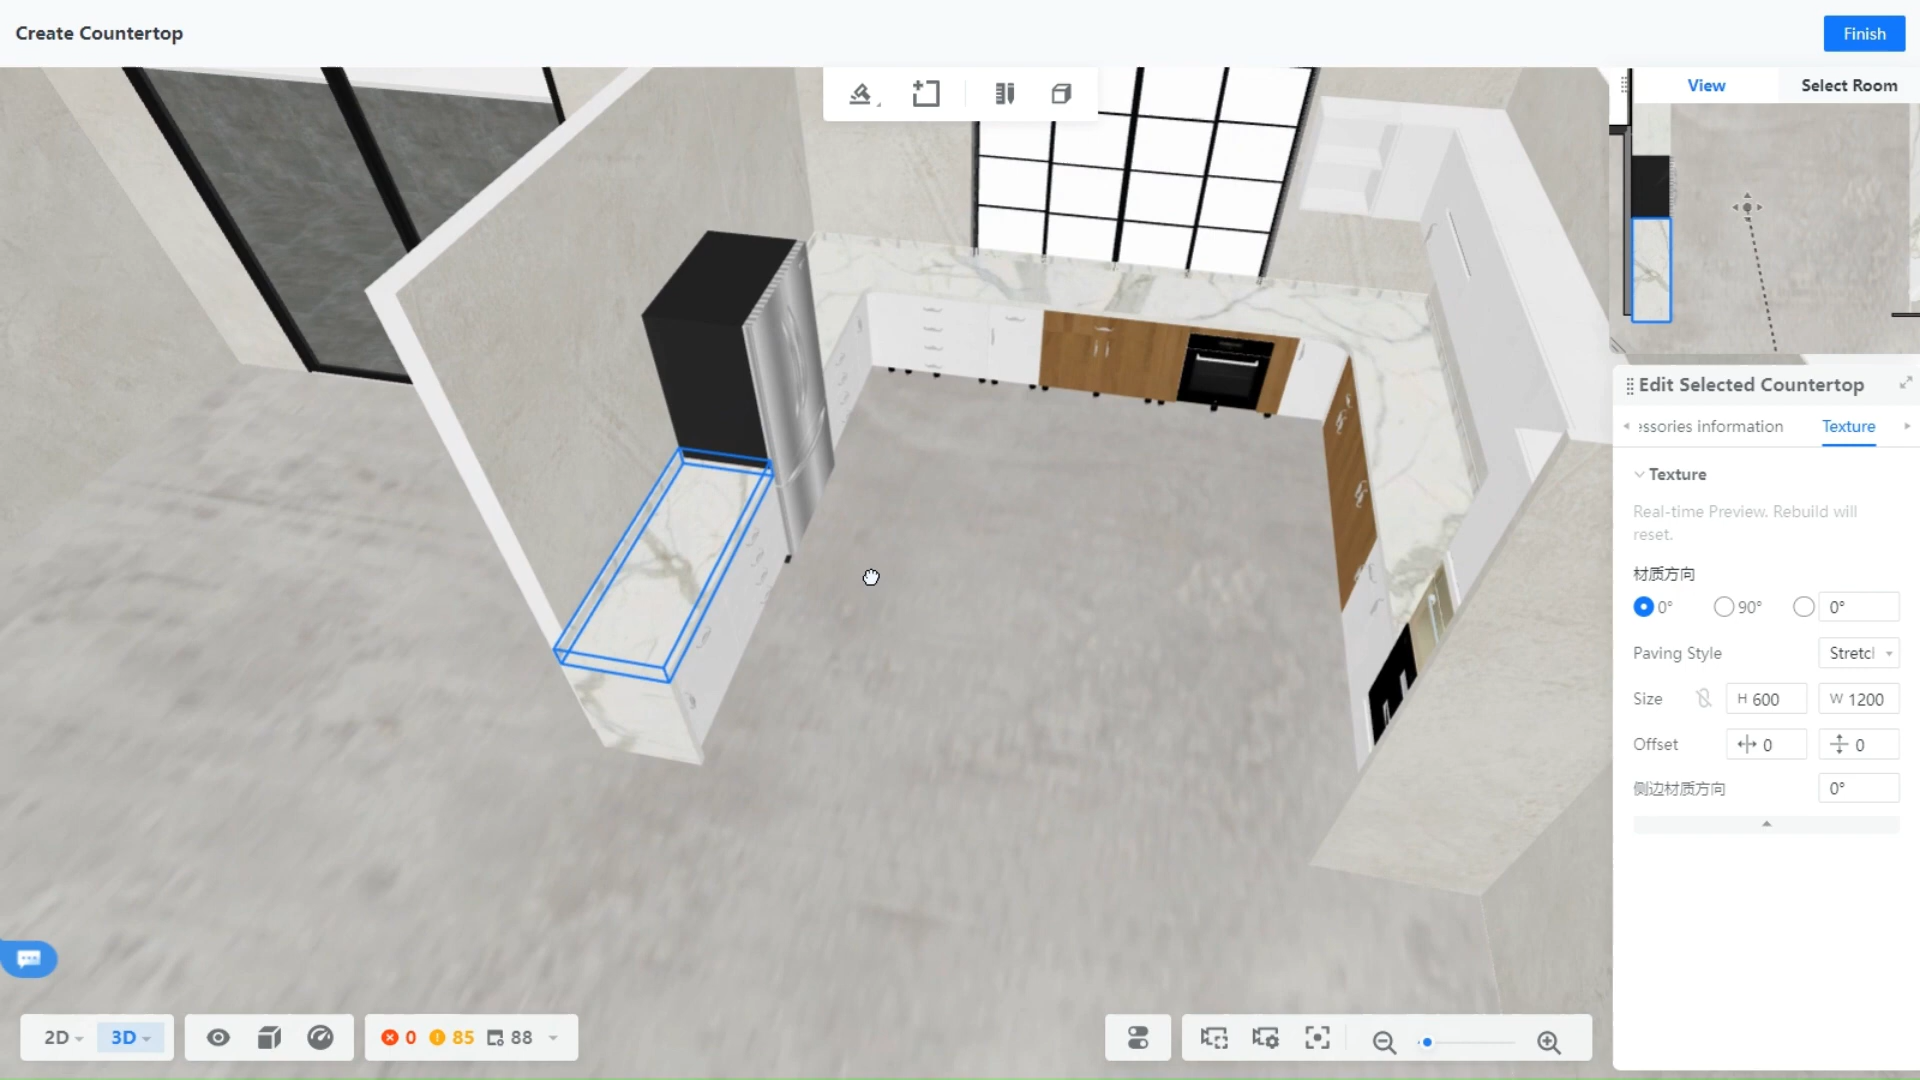 Create Countertop
Finish
View
Select Room
Edit Selected Countertop
essories information
Texture
Texture
Real-time Preview. Rebuild will
reset.
材质方向
0°
90°
0°
Paving Style
Stretcl
Size
H 600
W 1200
Offset
0
0
侧边材质方向
0°
2D
3D
0
85
88